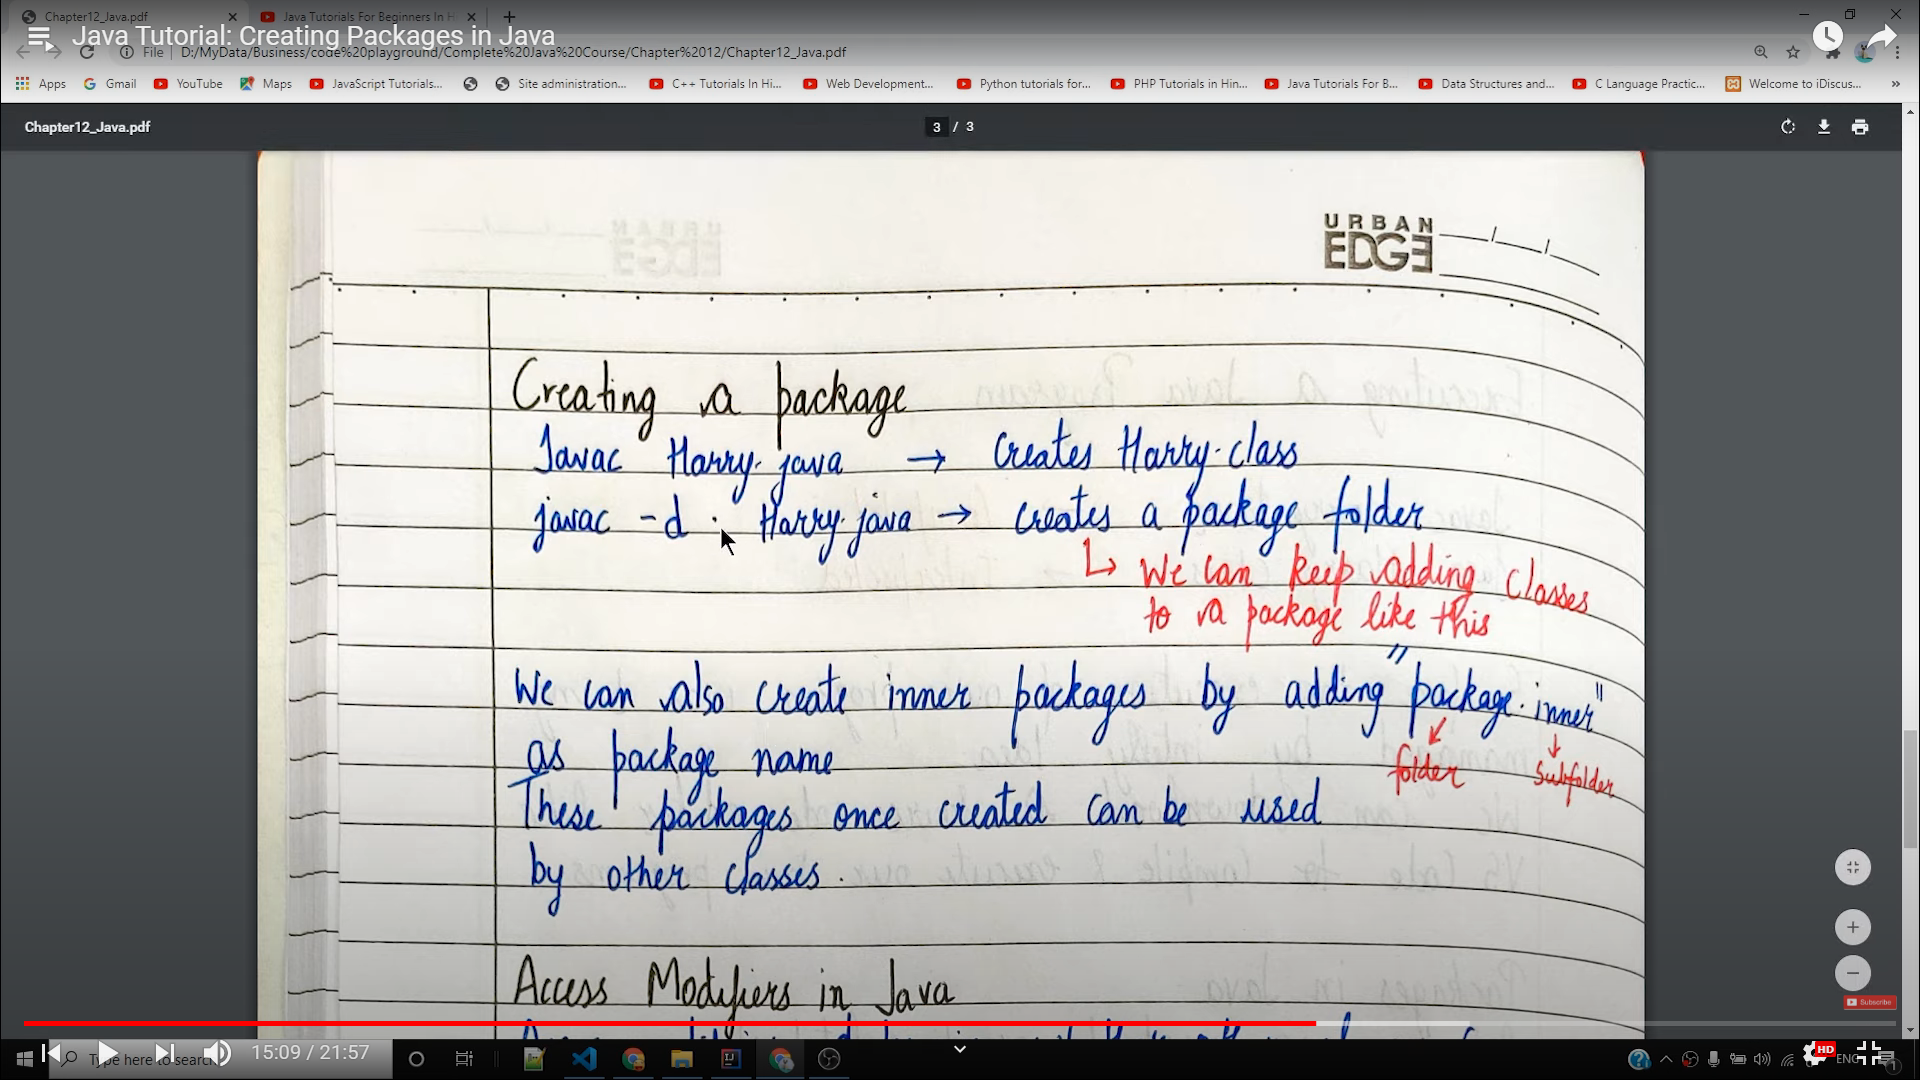 Chapter12_Java.pdf
Java Tutorials For Beginners In H
Java Tutorial: Creating Packages in Java
File D:/MyData/Business/code%20playground/Complete%20Java%20Course/Chapter%2012/Chapter12_Java.pdf
Apps Gmail YouTube Maps JavaScript Tutorials... Site administration... C++ Tutorials In Hi... Web Development... Python tutorials for... PHP Tutorials in Hin... Java Tutorials For B... Data Structures and... C Language Practic... Welcome to iDiscus... »
Chapter12_Java.pdf 3 / 3
URBAN
EDGE
Creating a package
Javac Harry.java → Creates Harry.class
javac -d . Harry.java → creates a package folder
↳ We can keep adding classes
to a package like this
We can also create inner packages by adding "package.inner"
as package name
folder subfolder
These packages once created can be used
by other classes.
Access Modifiers in Java
Subscribe
Type here to search
15:09 / 21:57
HD
ENG
1